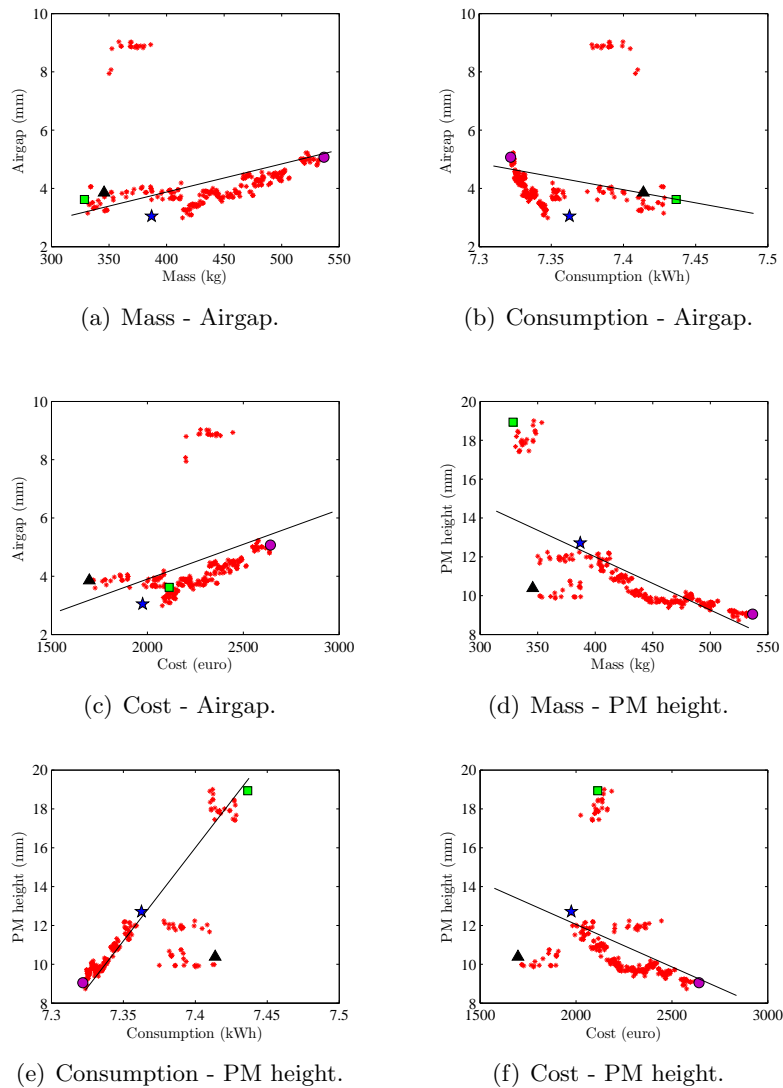 10
8
6
4
2
300 350 400 450 500 550
Mass (kg)
Airgap (mm)
(a) Mass - Airgap.
10
8
6
4
2
7.3 7.35 7.4 7.45 7.5
Consumption (kWh)
Airgap (mm)
(b) Consumption - Airgap.
10
8
6
4
2
1500 2000 2500 3000
Cost (euro)
Airgap (mm)
(c) Cost - Airgap.
20
18
16
14
12
10
8
300 350 400 450 500 550
Mass (kg)
PM height (mm)
(d) Mass - PM height.
20
18
16
14
12
10
8
7.3 7.35 7.4 7.45 7.5
Consumption (kWh)
PM height (mm)
(e) Consumption - PM height.
20
18
16
14
12
10
8
1500 2000 2500 3000
Cost (euro)
PM height (mm)
(f) Cost - PM height.